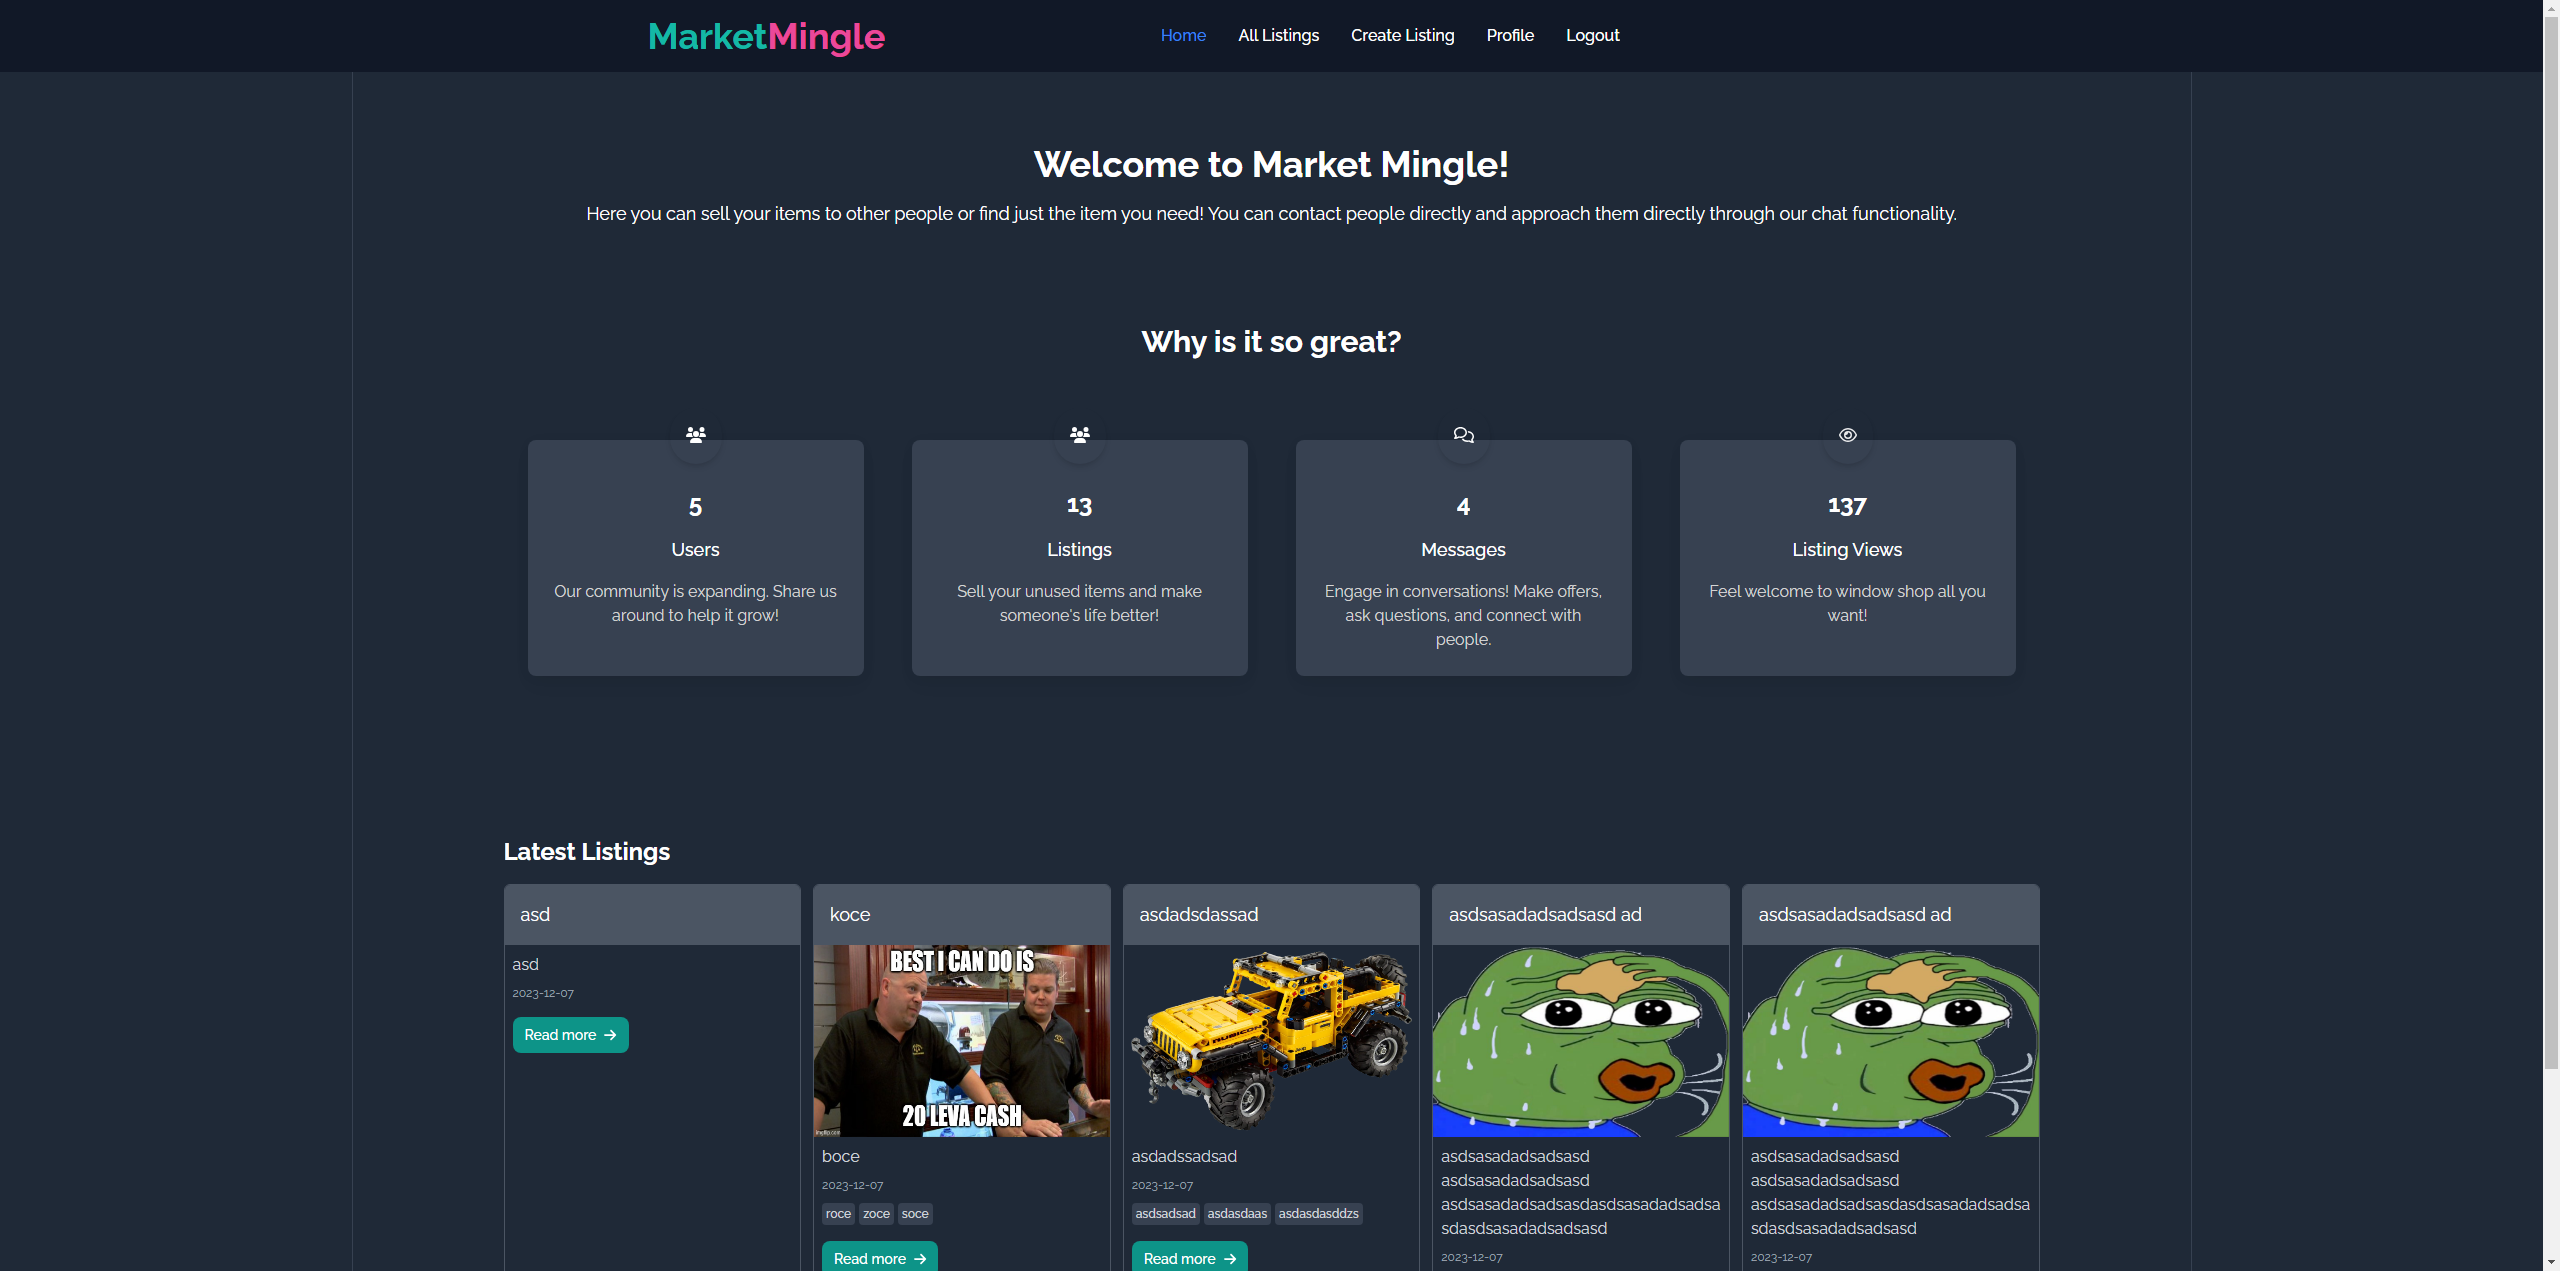 MarketMingle
Home
All Listings
Create Listing
Profile
Logout
Welcome to Market Mingle!
Here you can sell your items to other people or find just the item you need! You can contact people directly and approach them directly through our chat functionality.
Why is it so great?
5
Users
Our community is expanding. Share us
around to help it grow!
13
Listings
Sell your unused items and make
someone's life better!
4
Messages
Engage in conversations! Make offers,
ask questions, and connect with
people.
137
Listing Views
Feel welcome to window shop all you
want!
Latest Listings
asd
asd
2023-12-07
Read more
koce
BEST I CAN DO IS
20 LEVA CASH
imgflip.com
boce
2023-12-07
roce zoce soce
Read more
asdadsdassad
asdadssadsad
2023-12-07
asdsadsad asdasdaas asdasdasddzs
Read more
asdsasadadsadsasd ad
asdsasadadsadsasd
asdsasadadsadsasd
asdsasadadsadsasdasdsasadadsadsa
sdasdsasadadsadsasd
2023-12-07
asdsasadadsadsasd ad
asdsasadadsadsasd
asdsasadadsadsasd
asdsasadadsadsasdasdsasadadsadsa
sdasdsasadadsadsasd
2023-12-07